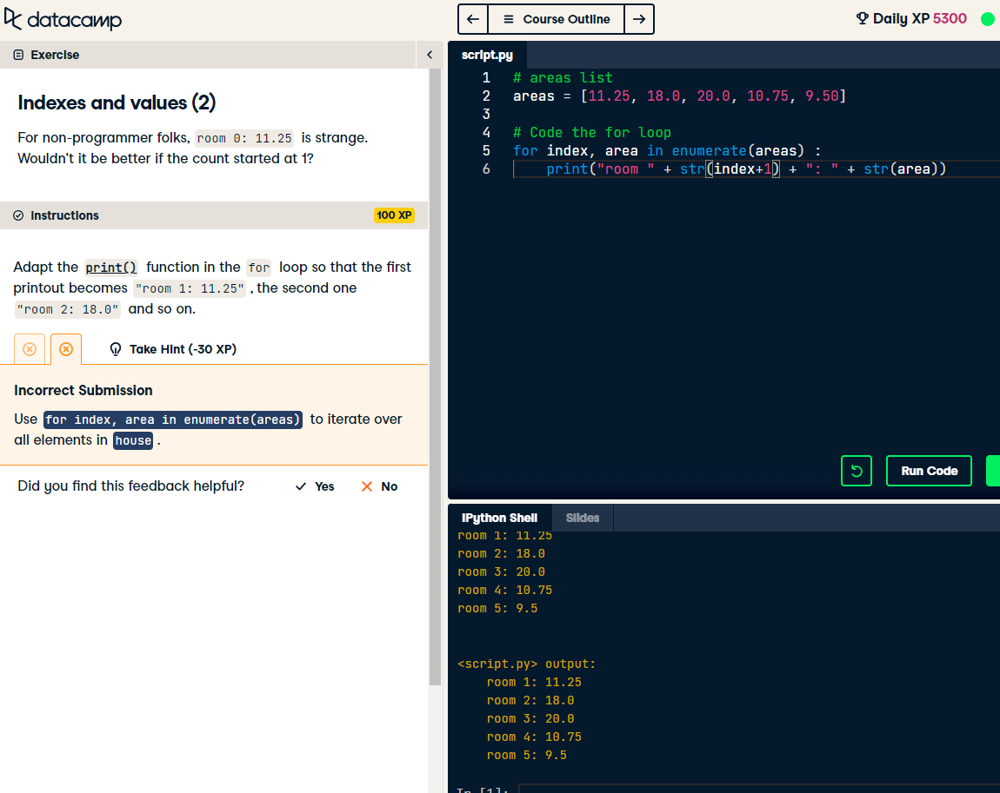 datacamp
Course Outline
Daily XP 5300
Exercise
Indexes and values (2)
For non-programmer folks, room 0: 11.25 is strange.
Wouldn't it be better if the count started at 1?
Instructions
100 XP
Adapt the print() function in the for loop so that the first
printout becomes "room 1: 11.25", the second one
"room 2: 18.0" and so on.
Take Hint (-30 XP)
Incorrect Submission
Use for index, area in enumerate(areas) to iterate over
all elements in house.
Did you find this feedback helpful?
Yes
No
script.py
1 # areas list
2 areas = [11.25, 18.0, 20.0, 10.75, 9.50]
3
4 # Code the for loop
5 for index, area in enumerate(areas) :
6     print("room " + str(index+1) + ": " + str(area))
Run Code
IPython Shell
Slides
room 1: 11.25
room 2: 18.0
room 3: 20.0
room 4: 10.75
room 5: 9.5
<script.py> output:
    room 1: 11.25
    room 2: 18.0
    room 3: 20.0
    room 4: 10.75
    room 5: 9.5
In [1]: